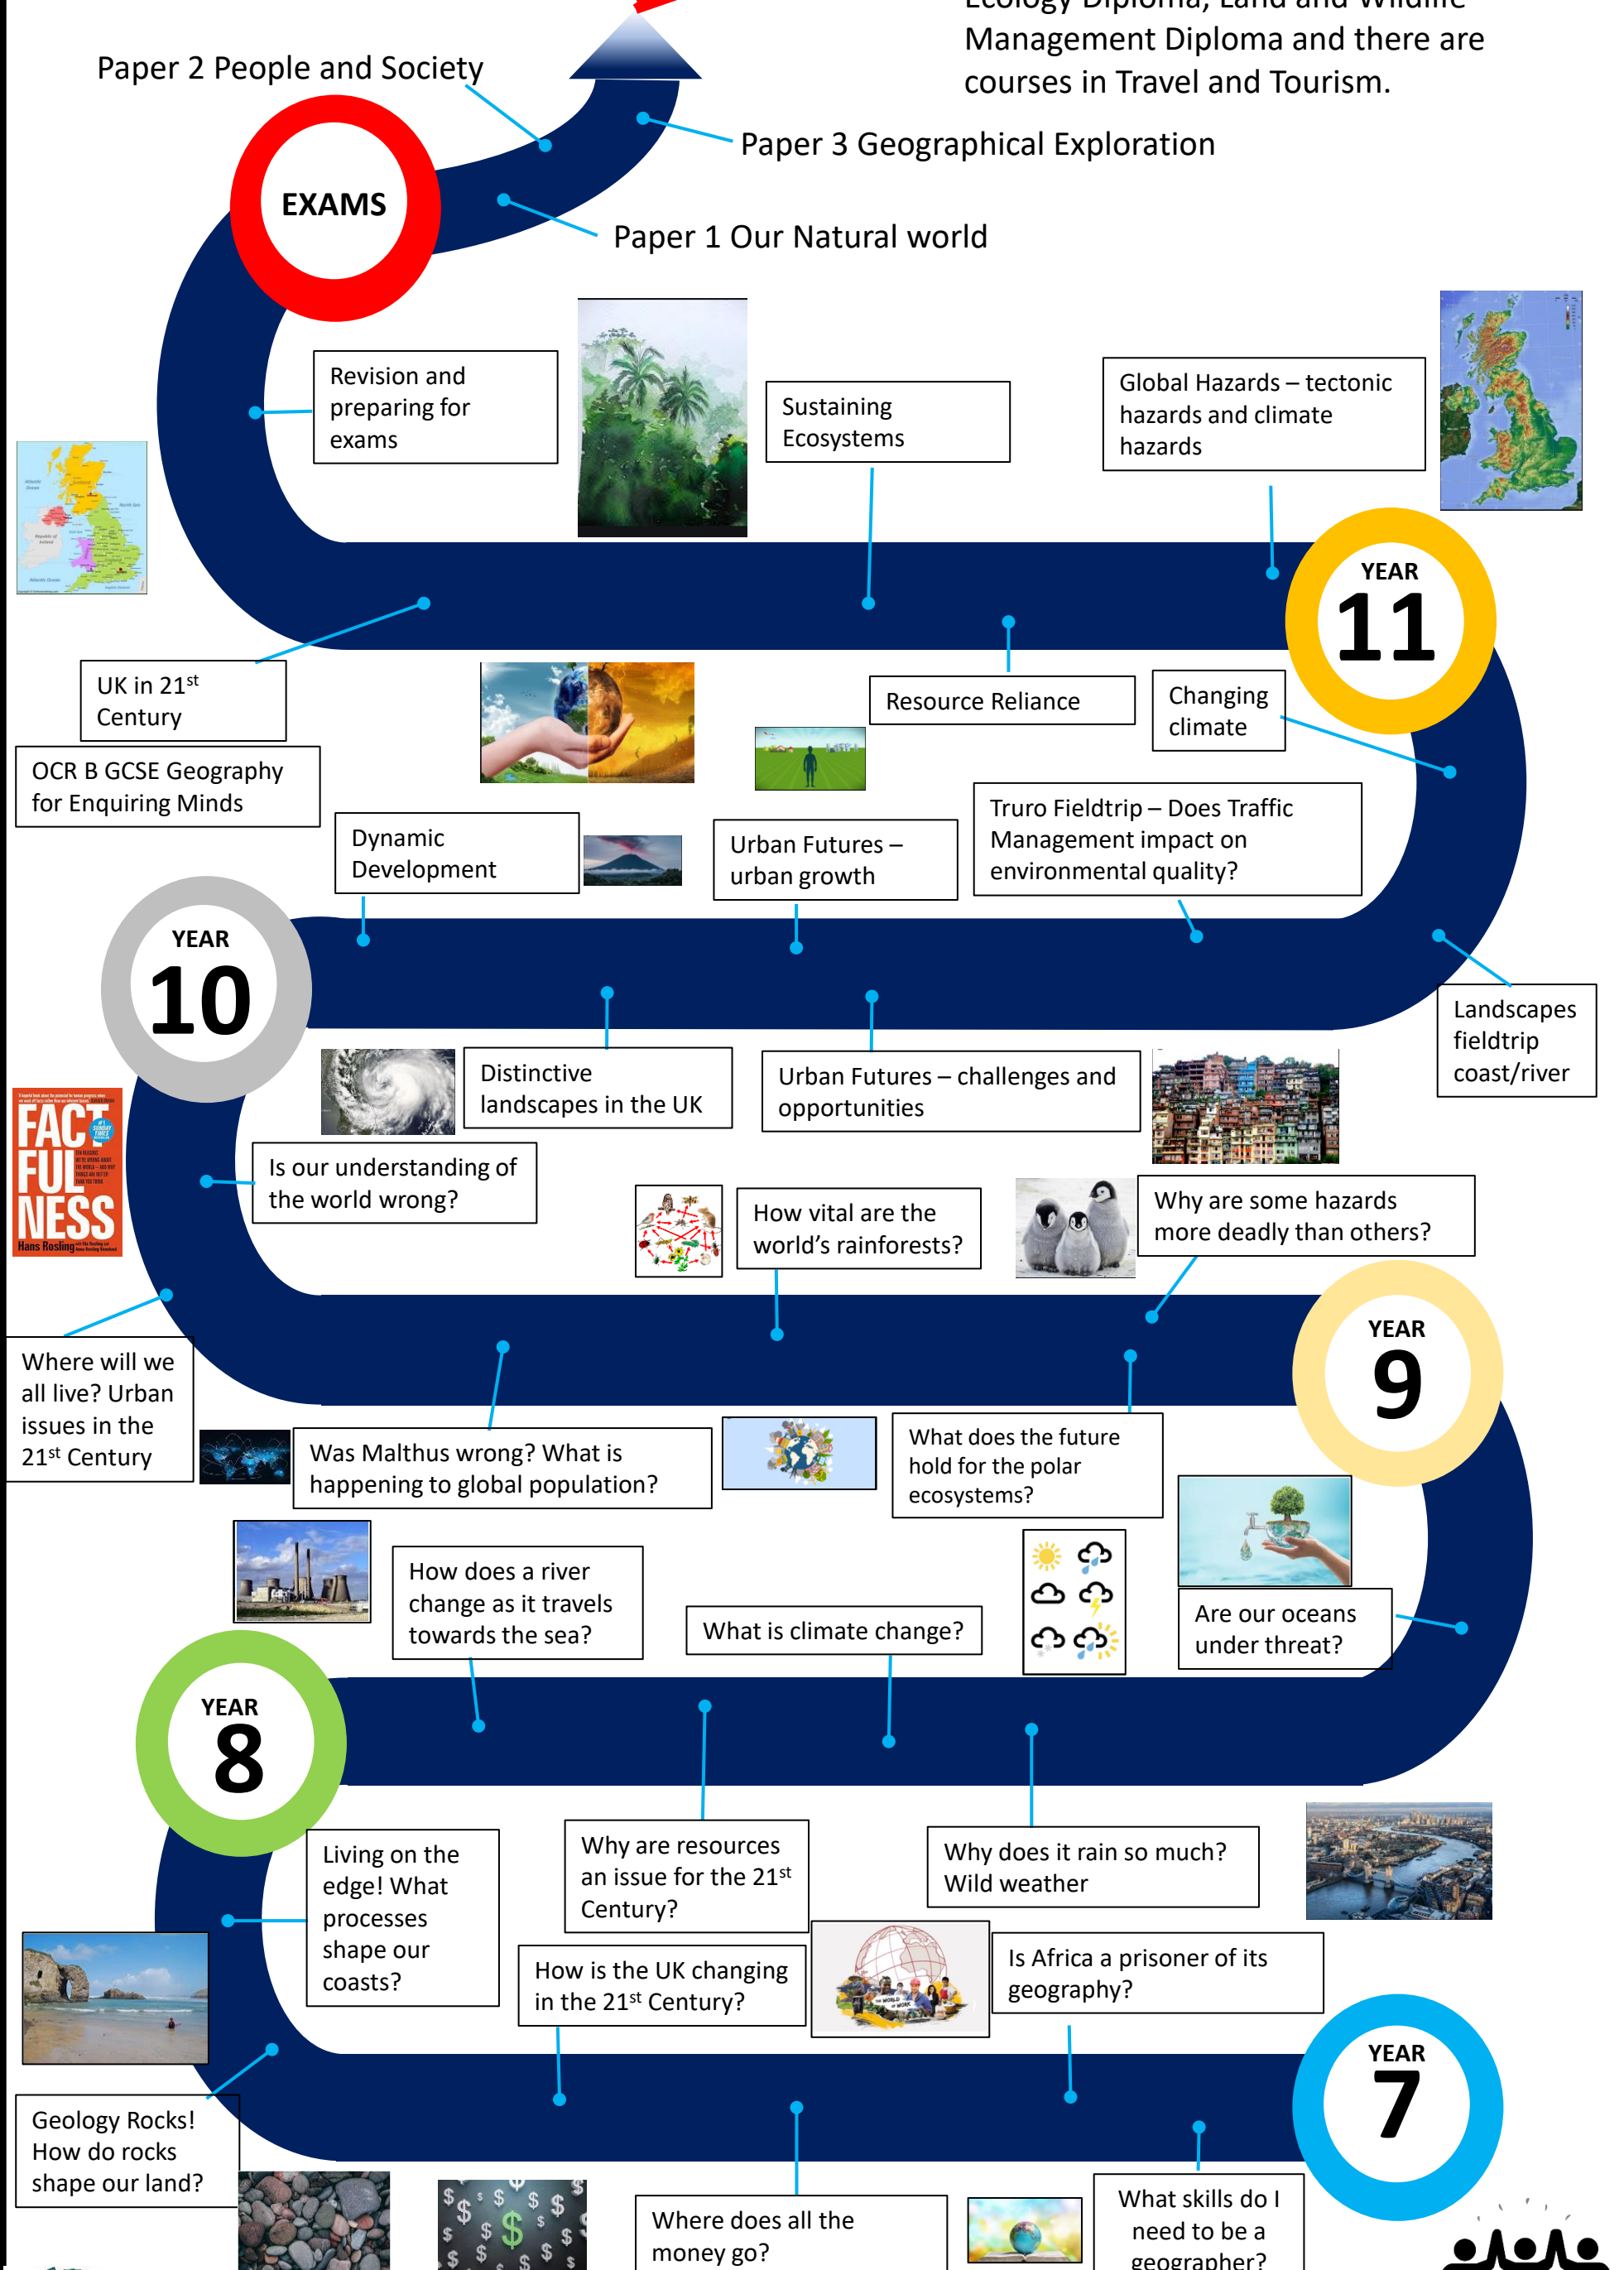 Ecology Diploma, Land and Wildlife
Management Diploma and there are
courses in Travel and Tourism.
Paper 2 People and Society
Paper 3 Geographical Exploration
EXAMS
Paper 1 Our Natural world
Revision and
preparing for
exams
Sustaining
Ecosystems
Global Hazards – tectonic
hazards and climate
hazards
YEAR
11
UK in 21st
Century
Resource Reliance
Changing
climate
OCR B GCSE Geography
for Enquiring Minds
Dynamic
Development
Urban Futures –
urban growth
Truro Fieldtrip – Does Traffic
Management impact on
environmental quality?
YEAR
10
Landscapes
fieldtrip
coast/river
Distinctive
landscapes in the UK
Urban Futures – challenges and
opportunities
FACT
FUL
NESS
Hans Rosling
Is our understanding of
the world wrong?
How vital are the
world's rainforests?
Why are some hazards
more deadly than others?
YEAR
9
Where will we
all live? Urban
issues in the
21st Century
Was Malthus wrong? What is
happening to global population?
What does the future
hold for the polar
ecosystems?
How does a river
change as it travels
towards the sea?
What is climate change?
Are our oceans
under threat?
YEAR
8
Living on the
edge! What
processes
shape our
coasts?
Why are resources
an issue for the 21st
Century?
Why does it rain so much?
Wild weather
How is the UK changing
in the 21st Century?
THE WORLD
OF WORK
Is Africa a prisoner of its
geography?
YEAR
7
Geology Rocks!
How do rocks
shape our land?
Where does all the
money go?
What skills do I
need to be a
geographer?